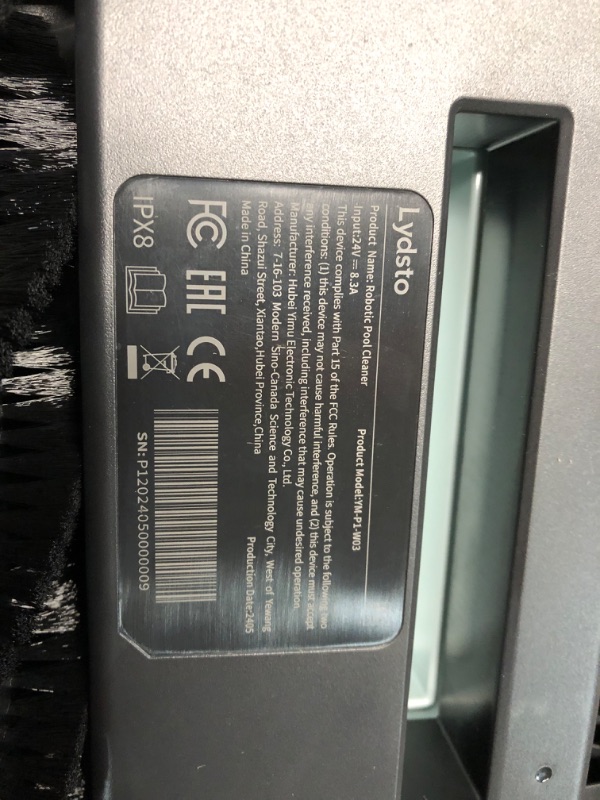 Lydsto
Product Name: Robotic Pool Cleaner Product Model:YM-P1-W03
Input:24V⎓ 8.3A
This device complies with Part 15 of the FCC Rules. Operation is subject to the following two
conditions: (1) this device may not cause harmful interference, and (2) this device must accept
any interference received, including interference that may cause undesired operation.
Manufacturer: Hubei Yimu Electronic Technology Co., Ltd.
Address: 7-16-103 Modern Sino-Canada Science and Technology City, West of Yewang
Road, Shazui Street, Xiantao,Hubei Province,China
Made in China Production Date:2405
FC EAC CE
IPX8
SN: P120240500000009